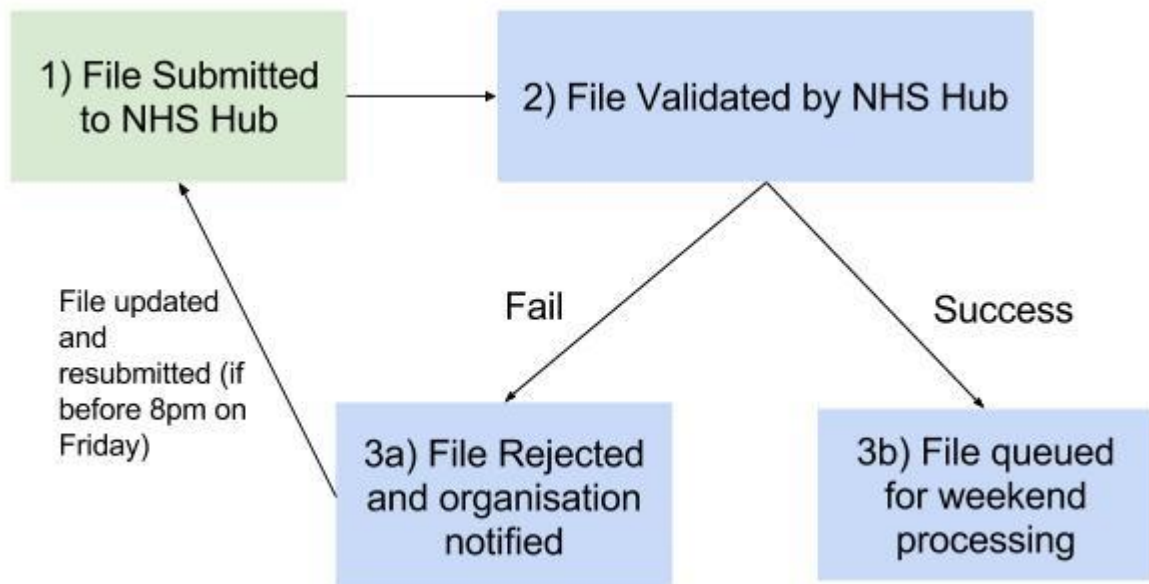 1) File Submitted
to NHS Hub
2) File Validated by NHS Hub
File updated
and
resubmitted (if
before 8pm on
Friday)
Fail
Success
3a) File Rejected
and organisation
notified
3b) File queued
for weekend
processing